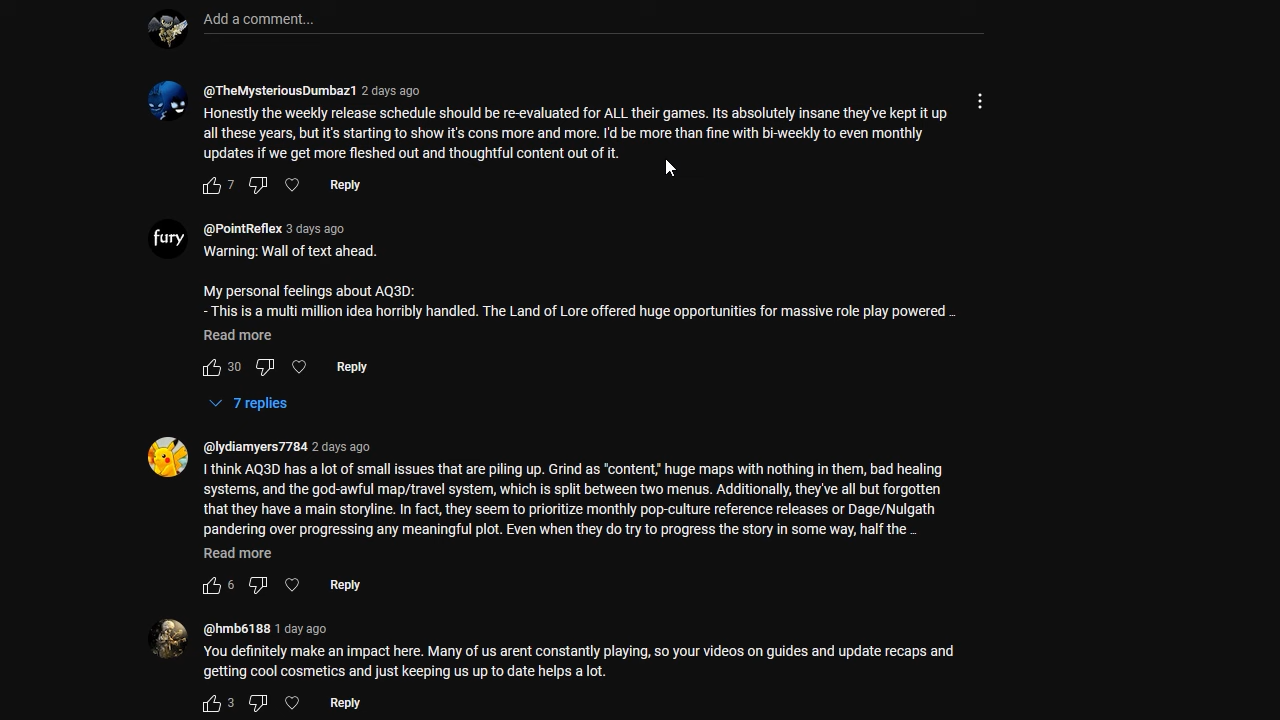 Add a comment...
@TheMysteriousDumbaz1 2 days ago
Honestly the weekly release schedule should be re-evaluated for ALL their games. Its absolutely insane they've kept it up
all these years, but it's starting to show it's cons more and more. I'd be more than fine with bi-weekly to even monthly
updates if we get more fleshed out and thoughtful content out of it.
7 Reply
fury
@PointReflex 3 days ago
Warning: Wall of text ahead.
My personal feelings about AQ3D:
- This is a multi million idea horribly handled. The Land of Lore offered huge opportunities for massive role play powered ...
Read more
30 Reply
7 replies
@lydiamyers7784 2 days ago
I think AQ3D has a lot of small issues that are piling up. Grind as "content," huge maps with nothing in them, bad healing
systems, and the god-awful map/travel system, which is split between two menus. Additionally, they've all but forgotten
that they have a main storyline. In fact, they seem to prioritize monthly pop-culture reference releases or Dage/Nulgath
pandering over progressing any meaningful plot. Even when they do try to progress the story in some way, half the ...
Read more
6 Reply
@hmb6188 1 day ago
You definitely make an impact here. Many of us arent constantly playing, so your videos on guides and update recaps and
getting cool cosmetics and just keeping us up to date helps a lot.
3 Reply